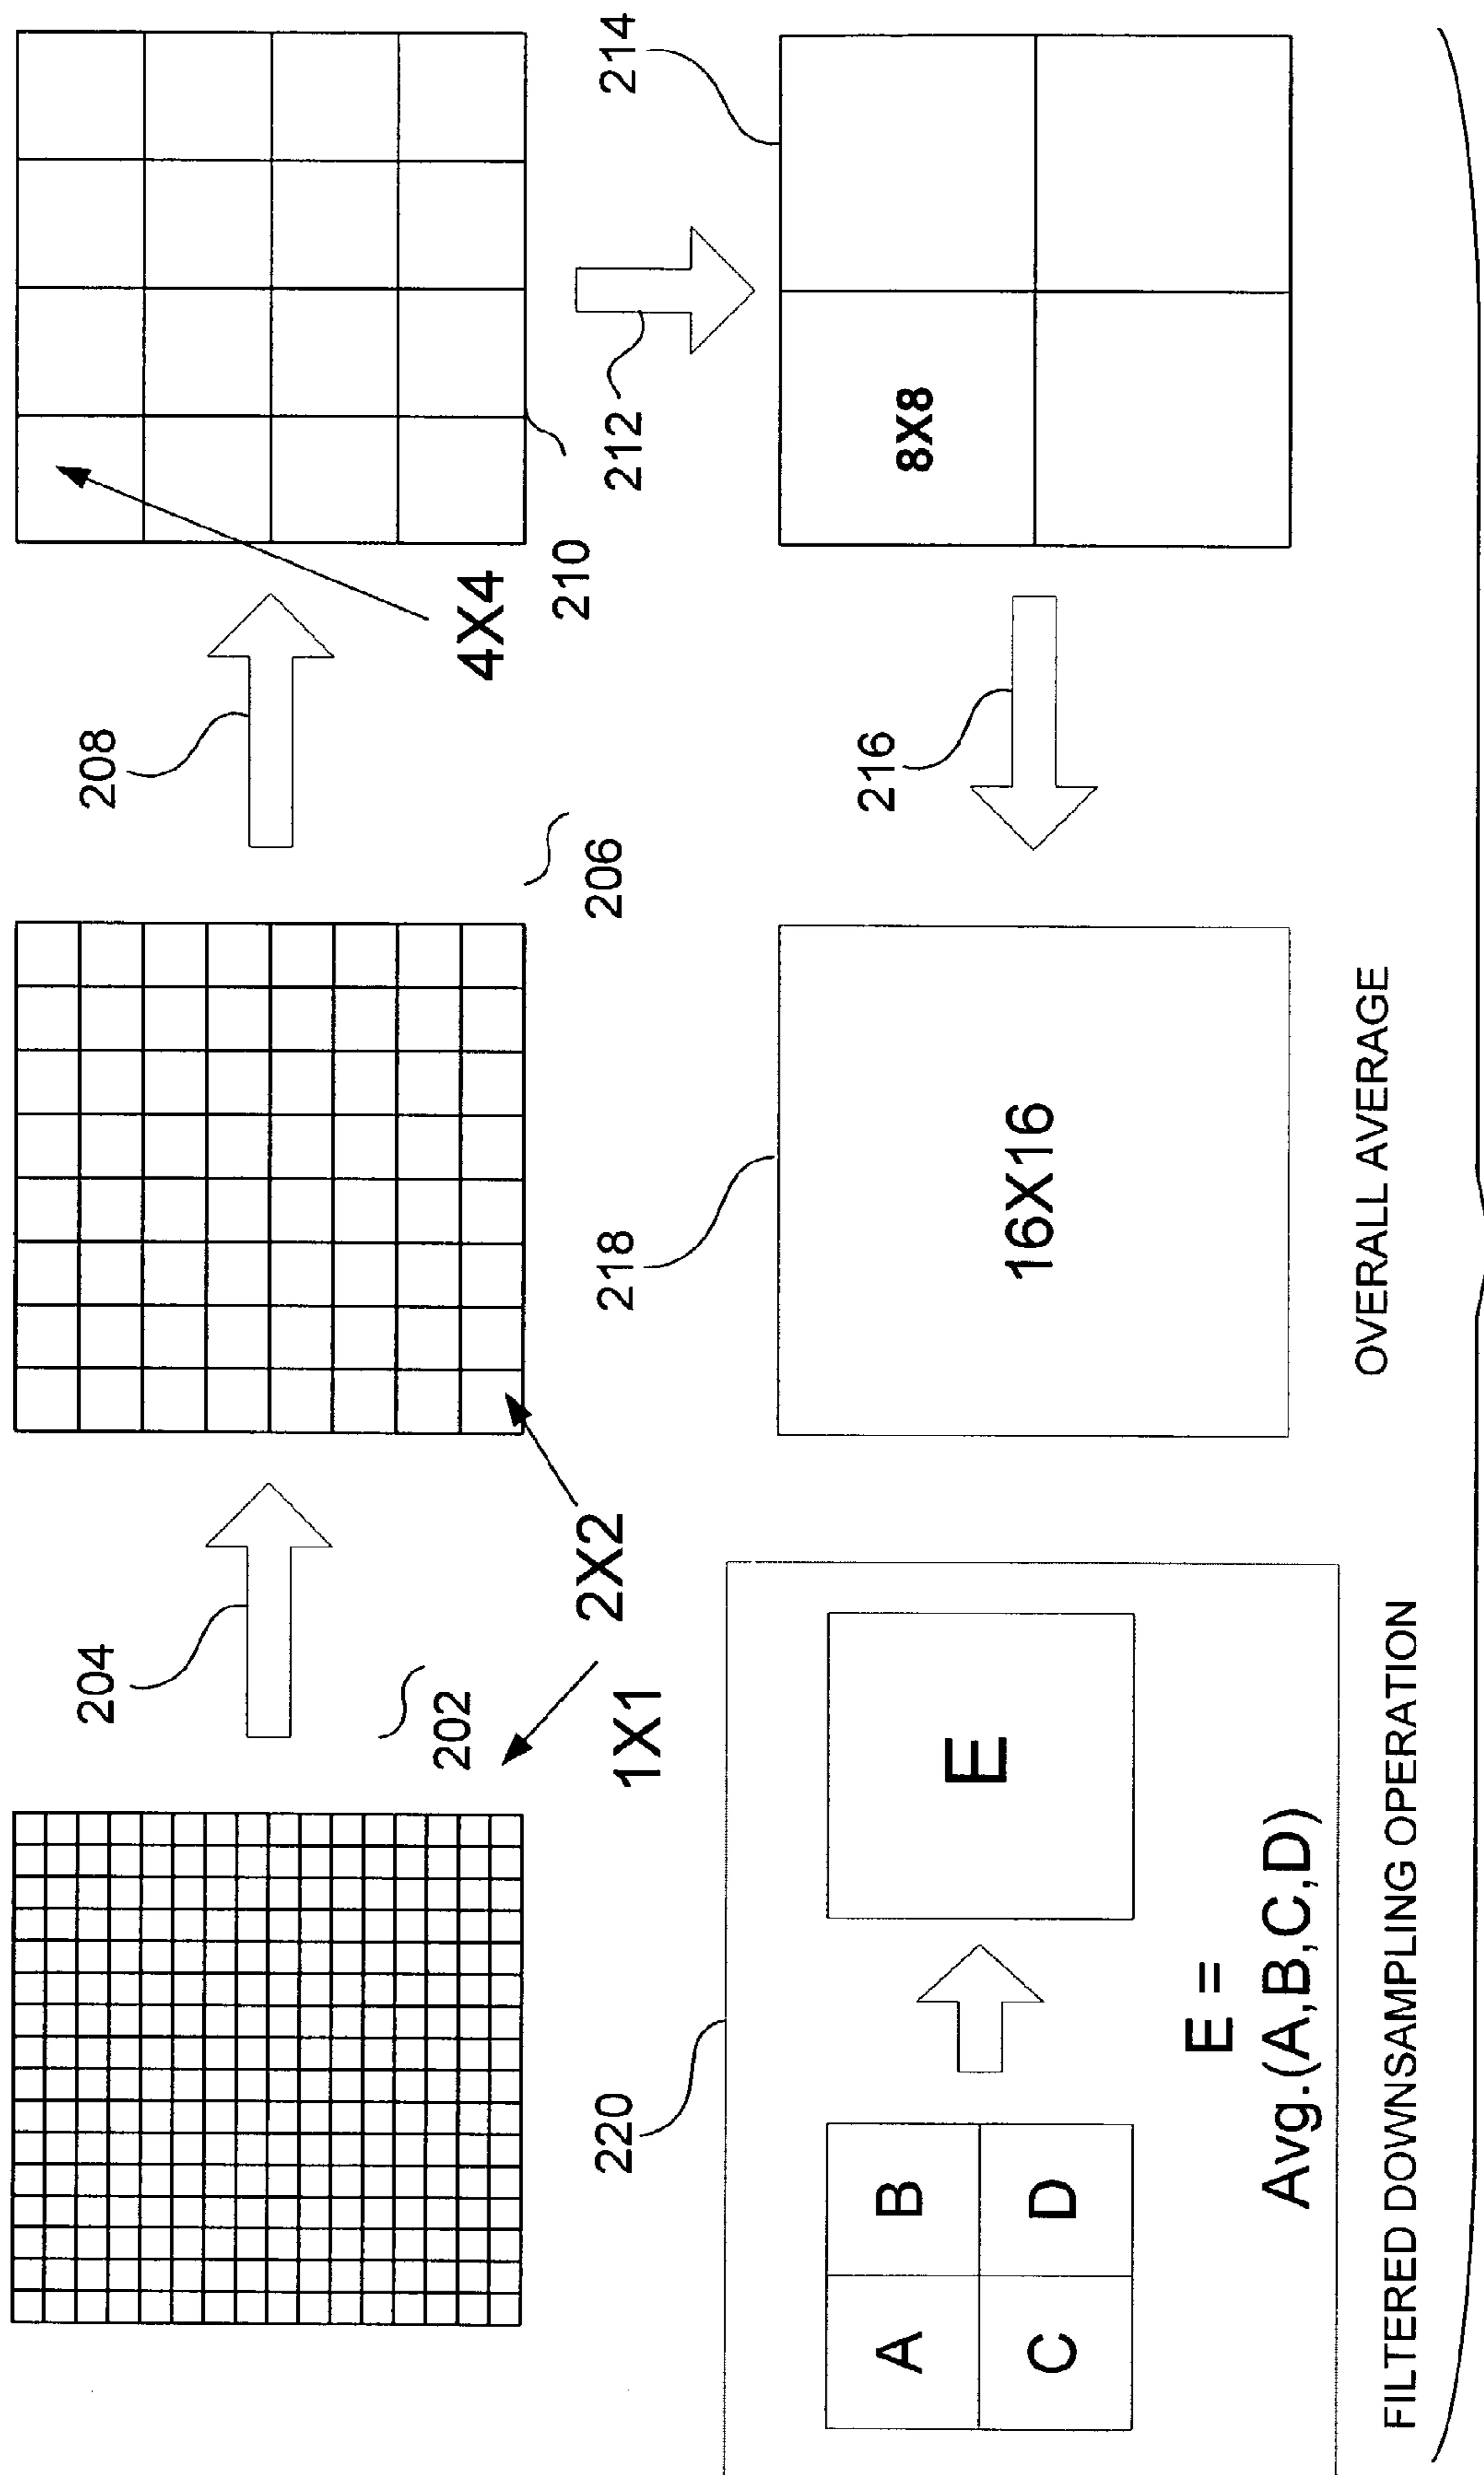 204
208
202
1X1
2X2
206
4X4
210
212
214
220
218
216
A
B
C
D
E
E =
Avg.(A,B,C,D)
16X16
8X8
FILTERED DOWNSAMPLING OPERATION
OVERALL AVERAGE